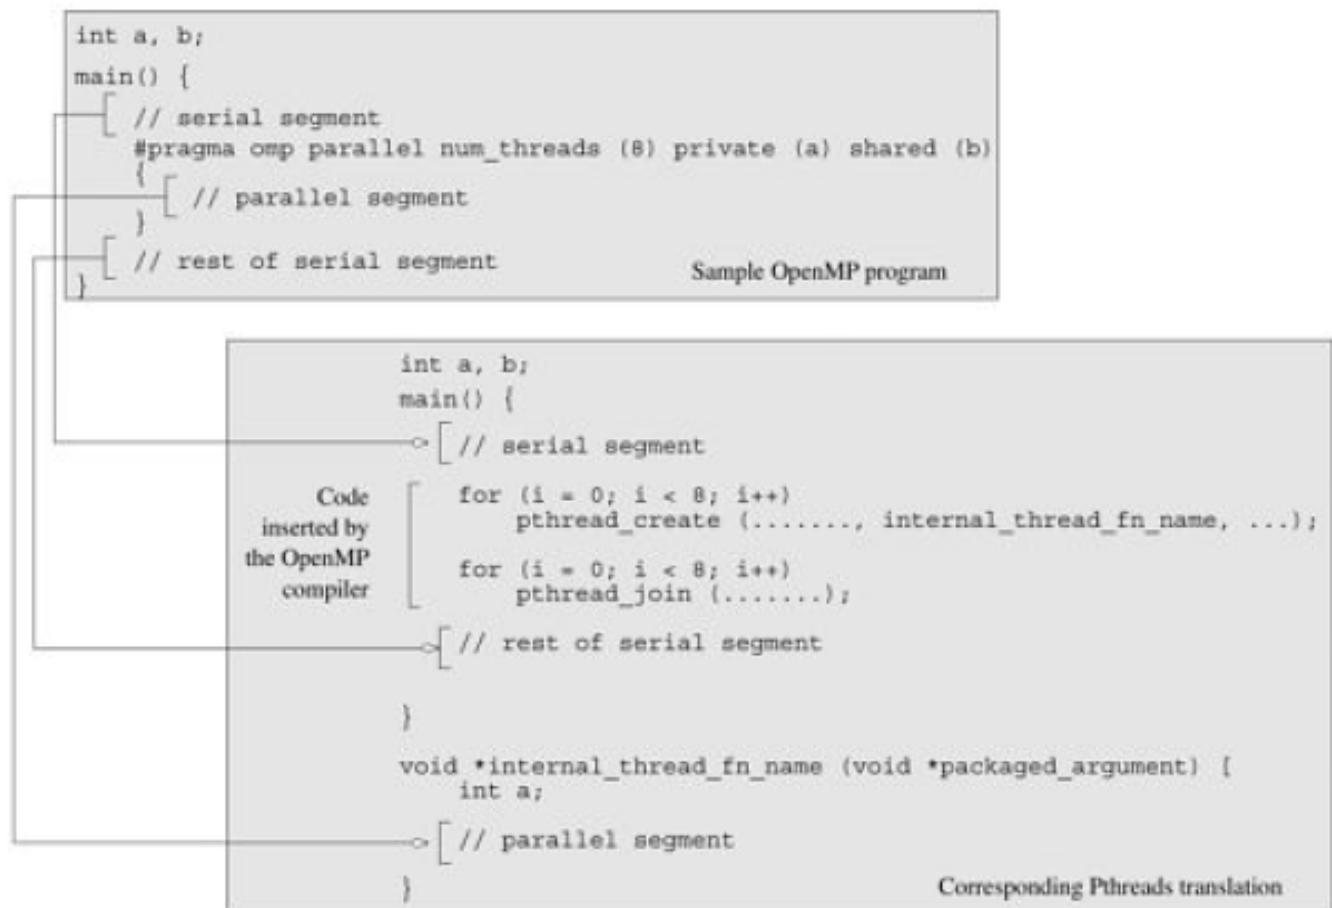 int a, b;
main() {
// serial segment
#pragma omp parallel num_threads (8) private (a) shared (b)
{
// parallel segment
}
// rest of serial segment
}
Sample OpenMP program
int a, b;
main() {
// serial segment
Code
inserted by
the OpenMP
compiler
for (i = 0; i < 8; i++)
pthread_create (......., internal_thread_fn_name, ...);
for (i = 0; i < 8; i++)
pthread_join (.......);
// rest of serial segment
}
void *internal_thread_fn_name (void *packaged_argument) [
int a;
// parallel segment
}
Corresponding Pthreads translation